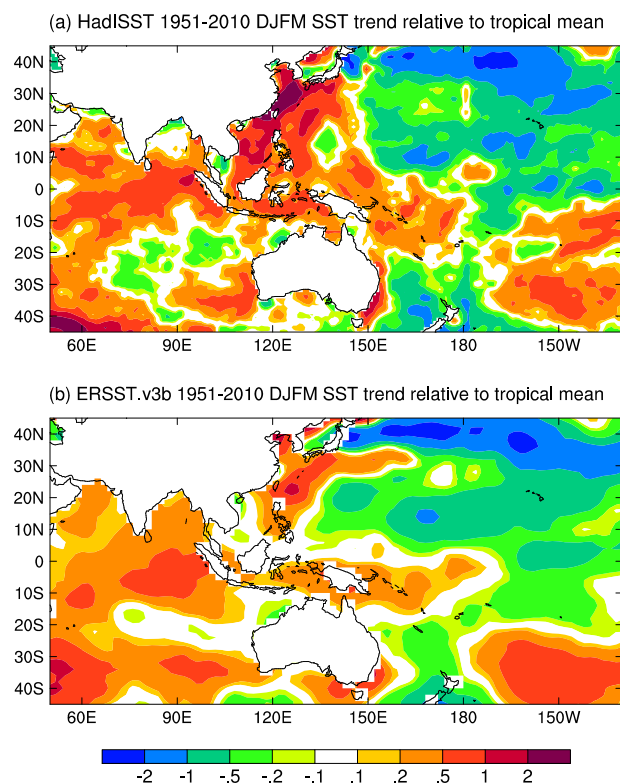 (a) HadISST 1951-2010 DJFM SST trend relative to tropical mean
40N
30N
20N
10N
0
10S
20S
30S
40S
60E 90E 120E 150E 180 150W
(b) ERSST.v3b 1951-2010 DJFM SST trend relative to tropical mean
40N
30N
20N
10N
0
10S
20S
30S
40S
60E 90E 120E 150E 180 150W
-2 -1 -.5 -.2 -.1 .1 .2 .5 1 2